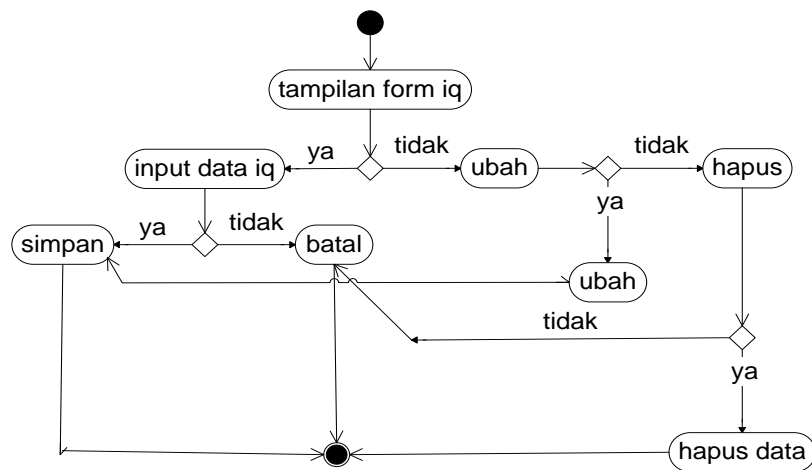 tampilan form iq
ya
tidak
tidak
input data iq
ubah
hapus
ya
ya
tidak
simpan
batal
ubah
tidak
ya
hapus data